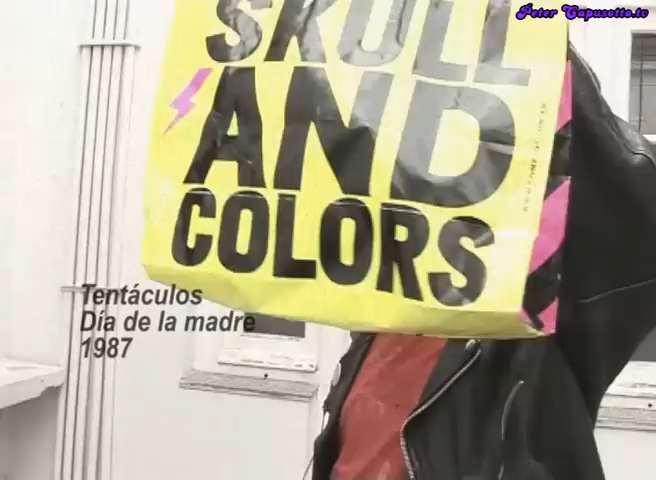 Peter Capusotto.tv
SKULL
AND
COLORS
Tentáculos
Día de la madre
1987